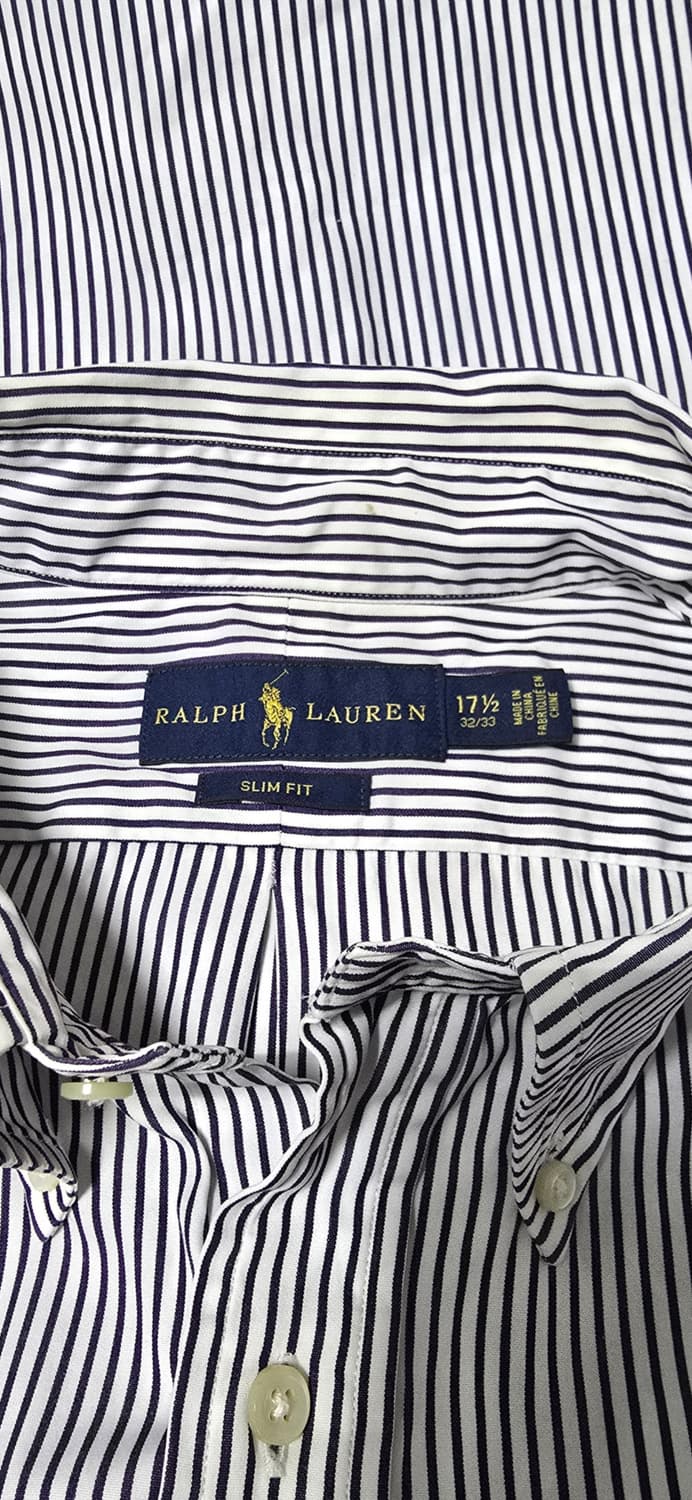 RALPH LAUREN
17½
32/33
MADE IN
CHINA
FABRIQUÉ EN
CHINE
SLIM FIT